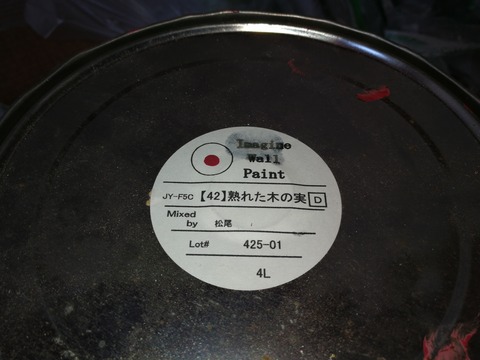 Imagine
Wall
Paint
JY-F5C 【42】熟れた木の実 D
Mixed
by 松尾
Lot# 425-01
4L